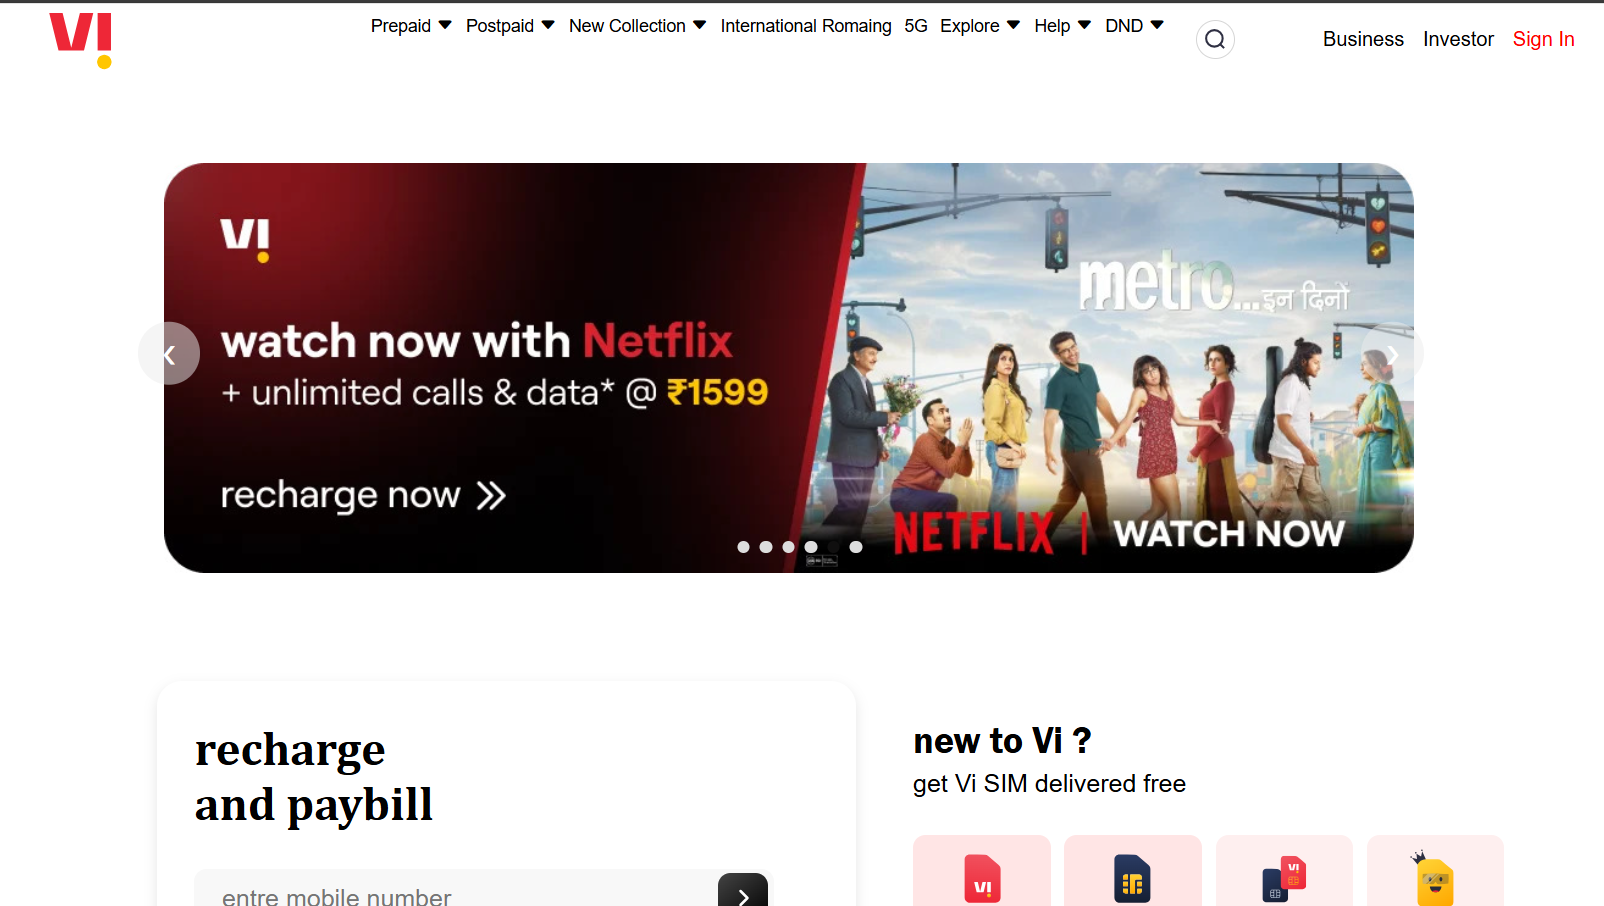 VI
Prepaid Postpaid New Collection International Romaing 5G Explore Help DND
Business Investor Sign In
VI
watch now with Netflix
+ unlimited calls & data* @ ₹1599
recharge now
metro...इन दिनों
NETFLIX | WATCH NOW
recharge
and paybill
entre mobile number
new to Vi ?
get Vi SIM delivered free
VI
VI